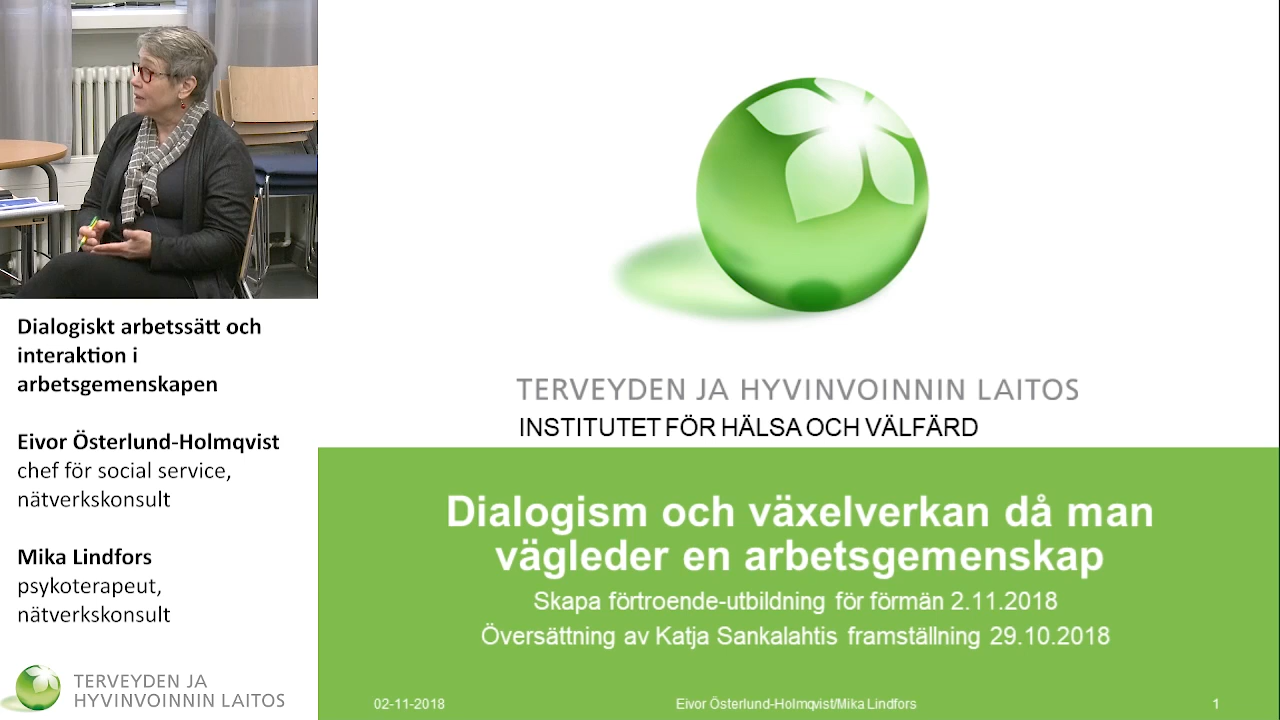 Dialogiskt arbetssätt och
interaktion i
arbetsgemenskapen
Eivor Österlund-Holmqvist
chef för social service,
nätverkskonsult
Mika Lindfors
psykoterapeut,
nätverkskonsult
TERVEYDEN JA
HYVINVOINNIN LAITOS
TERVEYDEN JA HYVINVOINNIN LAITOS
INSTITUTET FÖR HÄLSA OCH VÄLFÄRD
Dialogism och växelverkan då man
vägleder en arbetsgemenskap
Skapa förtroende-utbildning för förmän 2.11.2018
Översättning av Katja Sankalahtis framställning 29.10.2018
02-11-2018
Eivor Österlund-Holmqvist/Mika Lindfors
1